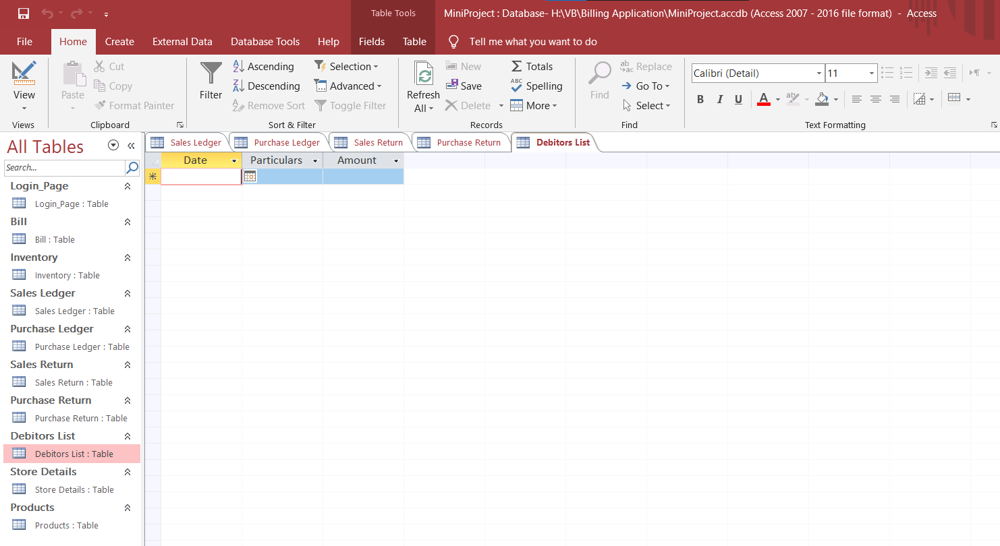 Table Tools
MiniProject : Database- H:\VB\Billing Application\MiniProject.accdb (Access 2007 - 2016 file format) - Access
File Home Create External Data Database Tools Help Fields Table Tell me what you want to do
View
Views
Paste
Cut
Copy
Format Painter
Clipboard
Filter
Ascending
Descending
Remove Sort
Selection
Advanced
Toggle Filter
Sort & Filter
Refresh
All
New
Save
Delete
Totals
Spelling
More
Records
Find
Replace
Go To
Select
Find
Calibri (Detail) 11
B I U A
Text Formatting
All Tables
Search...
Login_Page
Login_Page : Table
Bill
Bill : Table
Inventory
Inventory : Table
Sales Ledger
Sales Ledger : Table
Purchase Ledger
Purchase Ledger : Table
Sales Return
Sales Return : Table
Purchase Return
Purchase Return : Table
Debitors List
Debitors List : Table
Store Details
Store Details : Table
Products
Products : Table
Sales Ledger Purchase Ledger Sales Return Purchase Return Debitors List
Date Particulars Amount